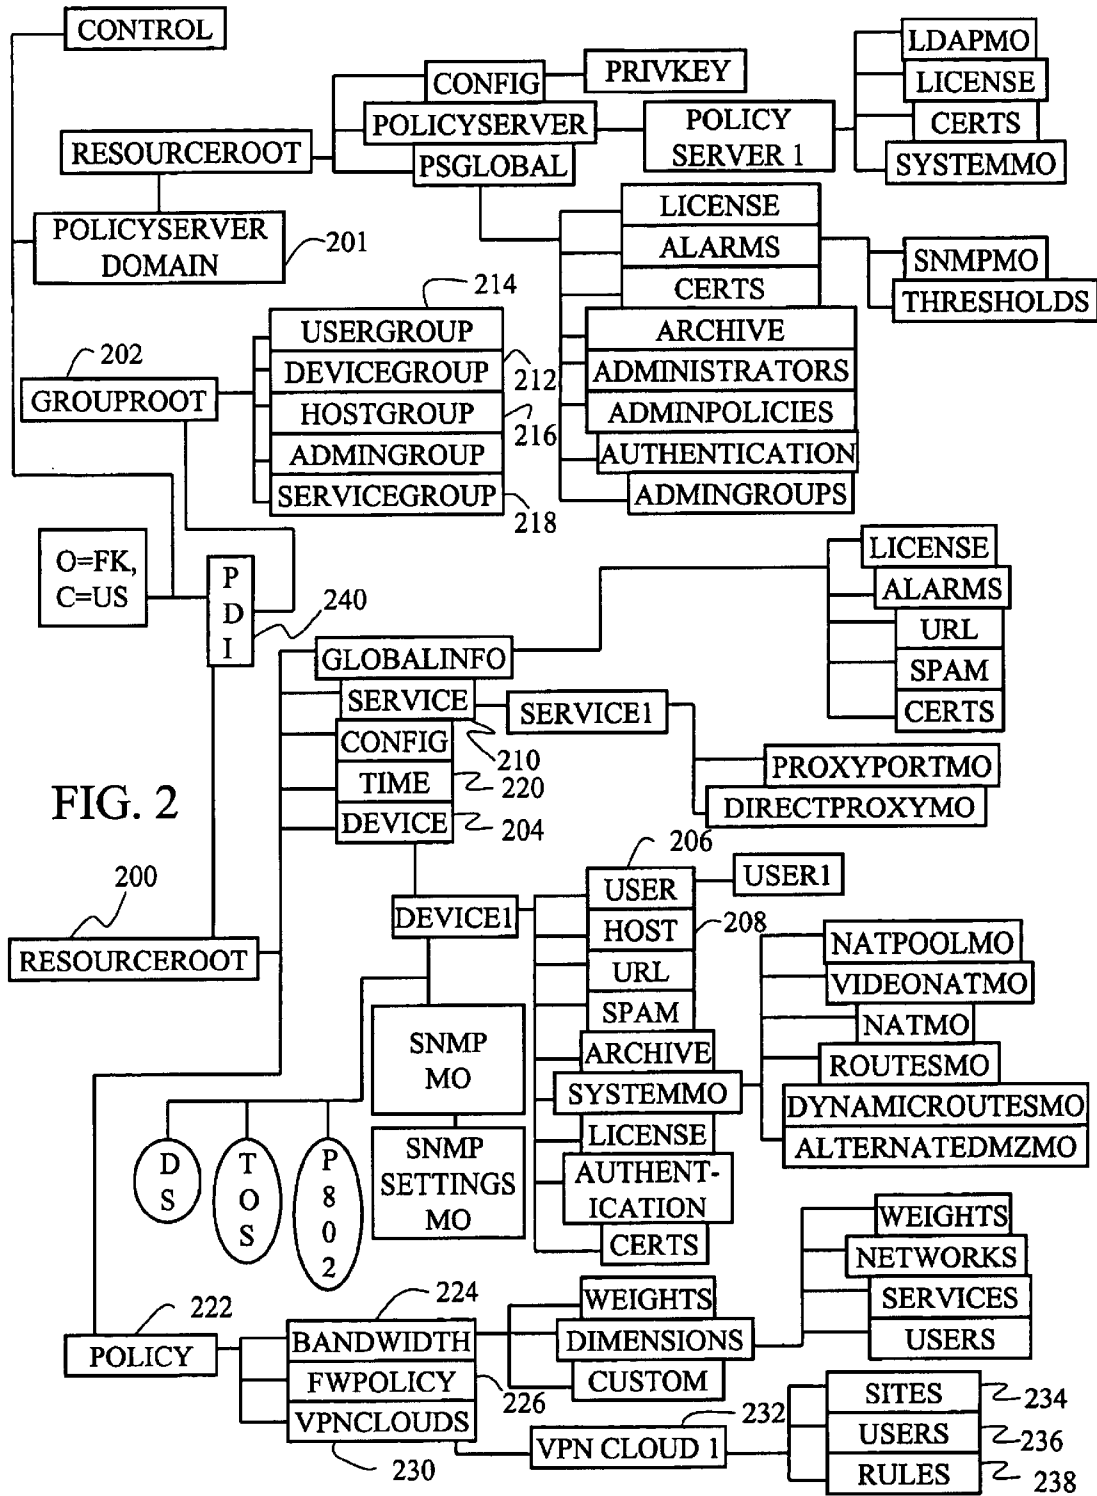 CONTROL
LDAPMO
CONFIG
PRIVKEY
LICENSE
POLICYSERVER
POLICY
SERVER 1
CERTS
RESOURCEROOT
PSGLOBAL
SYSTEMMO
POLICYSERVER
DOMAIN
201
LICENSE
ALARMS
CERTS
SNMPMO
THRESHOLDS
214
USERGROUP
ARCHIVE
202
DEVICEGROUP
212
ADMINISTRATORS
GROUPROOT
HOSTGROUP
216
ADMINPOLICIES
ADMINGROUP
AUTHENTICATION
SERVICEGROUP
218
ADMINGROUPS
O=FK,
C=US
P
D
I
240
LICENSE
ALARMS
URL
SPAM
CERTS
GLOBALINFO
SERVICE
SERVICE1
CONFIG
210
PROXYPORTMO
TIME
220
DIRECTPROXYMO
FIG. 2
DEVICE
204
206
200
USER
USER1
DEVICE1
HOST
208
RESOURCEROOT
URL
SPAM
ARCHIVE
SYSTEMMO
LICENSE
AUTHENT-
ICATION
CERTS
NATPOOLMO
VIDEONATMO
NATMO
ROUTESMO
DYNAMICROUTESMO
ALTERNATEDMZMO
SNMP
MO
SNMP
SETTINGS
MO
D
S
T
O
S
P
8
0
2
222
224
POLICY
BANDWIDTH
WEIGHTS
DIMENSIONS
CUSTOM
WEIGHTS
NETWORKS
SERVICES
USERS
FWPOLICY
226
VPNCLOUDS
230
232
VPN CLOUD 1
SITES
234
USERS
236
RULES
238